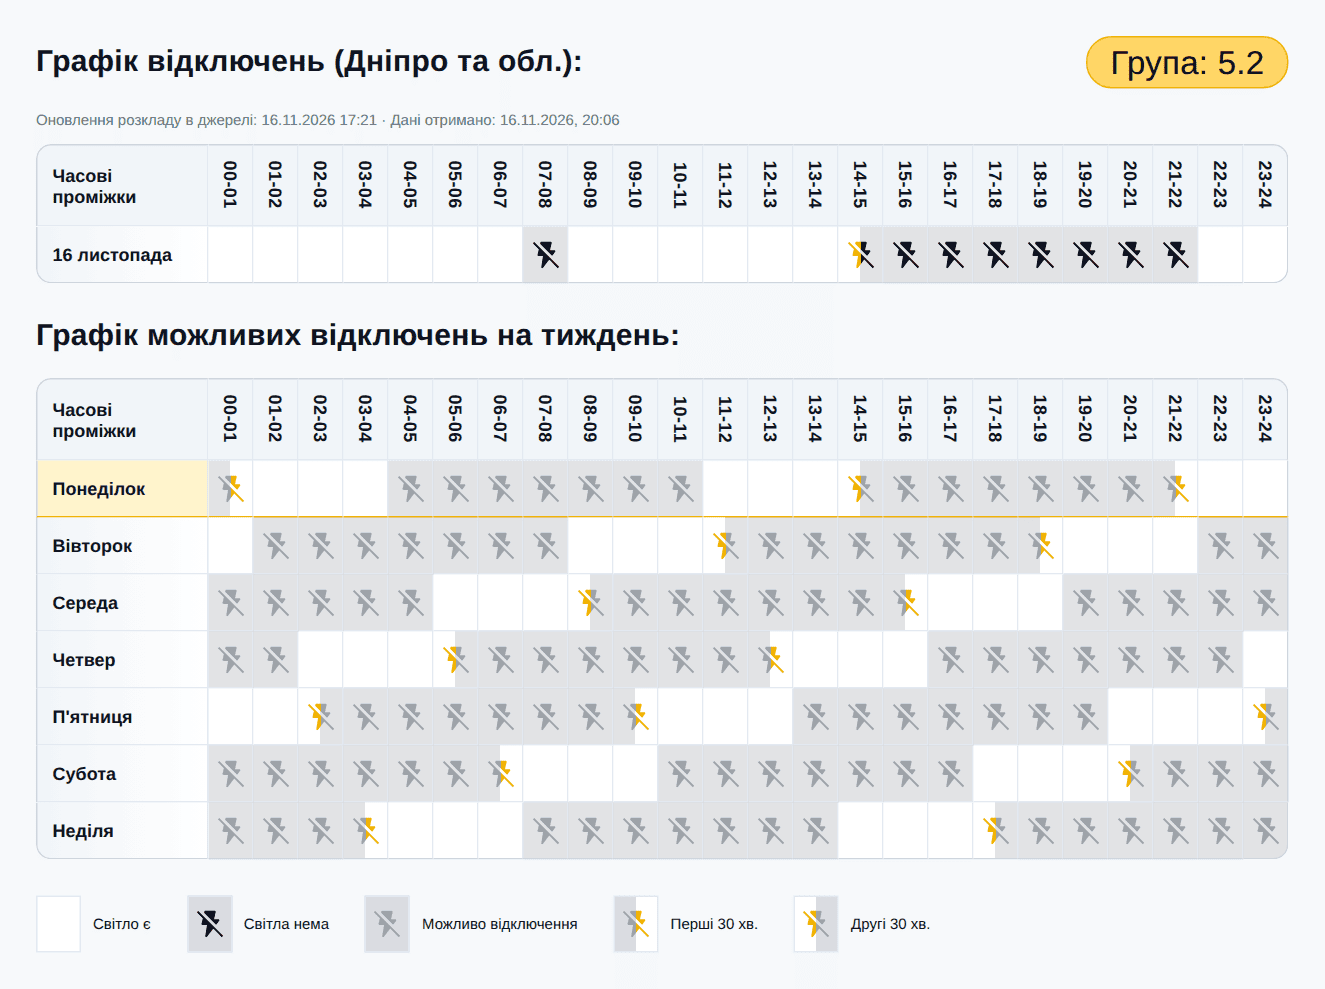 Графік відключень (Дніпро та обл.):
Група: 5.2
Оновлення розкладу в джерелі: 16.11.2026 17:21 · Дані отримано: 16.11.2026, 20:06
Часові
проміжки
00-01 01-02 02-03 03-04 04-05 05-06 06-07 07-08 08-09 09-10 10-11 11-12 12-13 13-14 14-15 15-16 16-17 17-18 18-19 19-20 20-21 21-22 22-23 23-24
16 листопада
Графік можливих відключень на тиждень:
Часові
проміжки
00-01 01-02 02-03 03-04 04-05 05-06 06-07 07-08 08-09 09-10 10-11 11-12 12-13 13-14 14-15 15-16 16-17 17-18 18-19 19-20 20-21 21-22 22-23 23-24
Понеділок
Вівторок
Середа
Четвер
П'ятниця
Субота
Неділя
Світло є
Світла нема
Можливо відключення
Перші 30 хв.
Другі 30 хв.